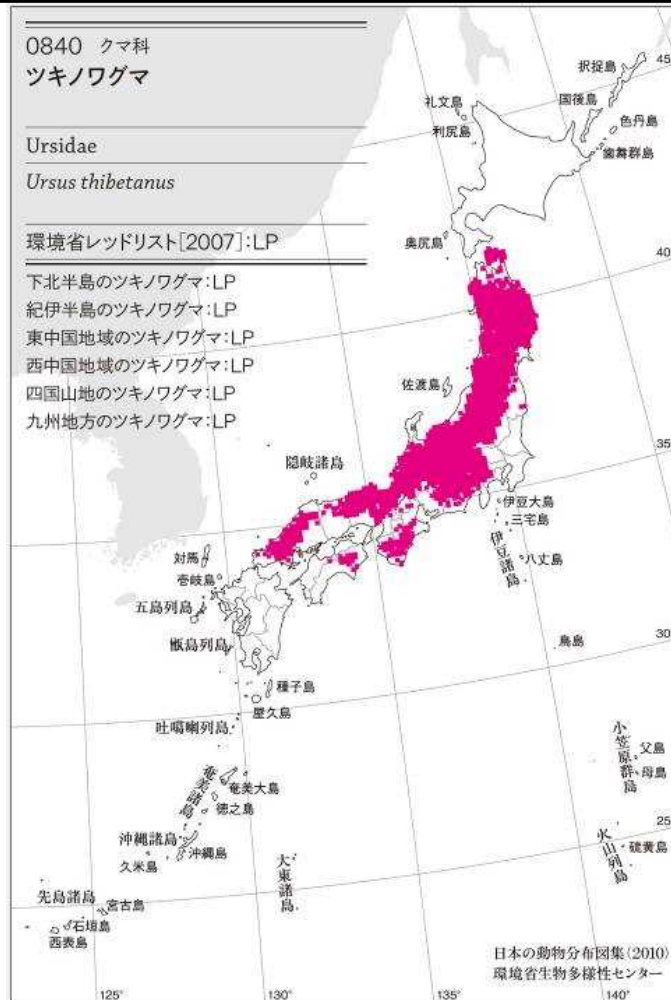 0840 クマ科
ツキノワグマ
Ursidae
Ursus thibetanus
環境省レッドリスト[2007]:LP
下北半島のツキノワグマ:LP
紀伊半島のツキノワグマ:LP
東中国地域のツキノワグマ:LP
西中国地域のツキノワグマ:LP
四国山地のツキノワグマ:LP
九州地方のツキノワグマ:LP
択捉島
45
国後島
礼文島
色丹島
利尻島
歯舞群島
奥尻島
40
佐渡島
35
隠岐諸島
伊豆大島
三宅島
伊豆諸島
八丈島
対馬
壱岐島
五島列島
甑島列島
30
鳥島
種子島
屋久島
吐噶喇列島
小笠原群島
父島
母島
奄美諸島
奄美大島
徳之島
25
沖縄諸島
沖縄島
久米島
火山列島
硫黄島
大東諸島
先島諸島
宮古島
石垣島
西表島
日本の動物分布図集(2010)
環境省生物多様性センター
125°
130°
135°
140°